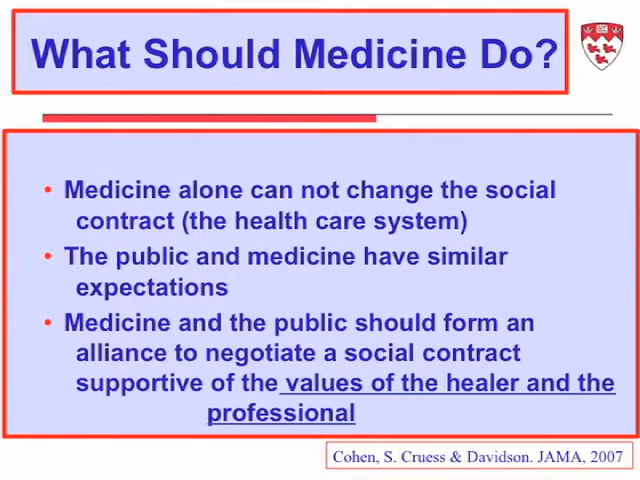 What Should Medicine Do?
• Medicine alone can not change the social
contract (the health care system)
• The public and medicine have similar
expectations
• Medicine and the public should form an
alliance to negotiate a social contract
supportive of the values of the healer and the
professional
Cohen, S. Cruess & Davidson. JAMA, 2007